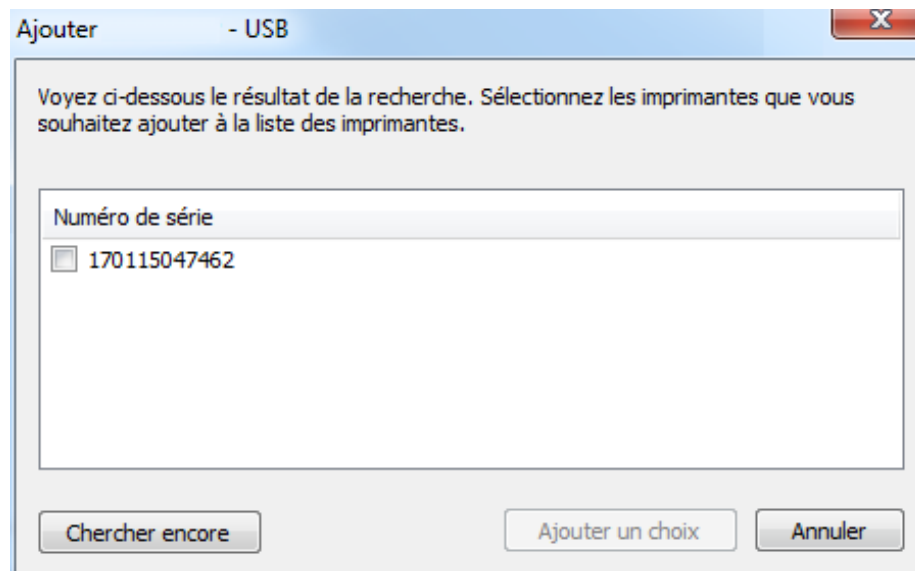 Ajouter - USB
Voyez ci-dessous le résultat de la recherche. Sélectionnez les imprimantes que vous
souhaitez ajouter à la liste des imprimantes.
Numéro de série
170115047462
Chercher encore
Ajouter un choix
Annuler